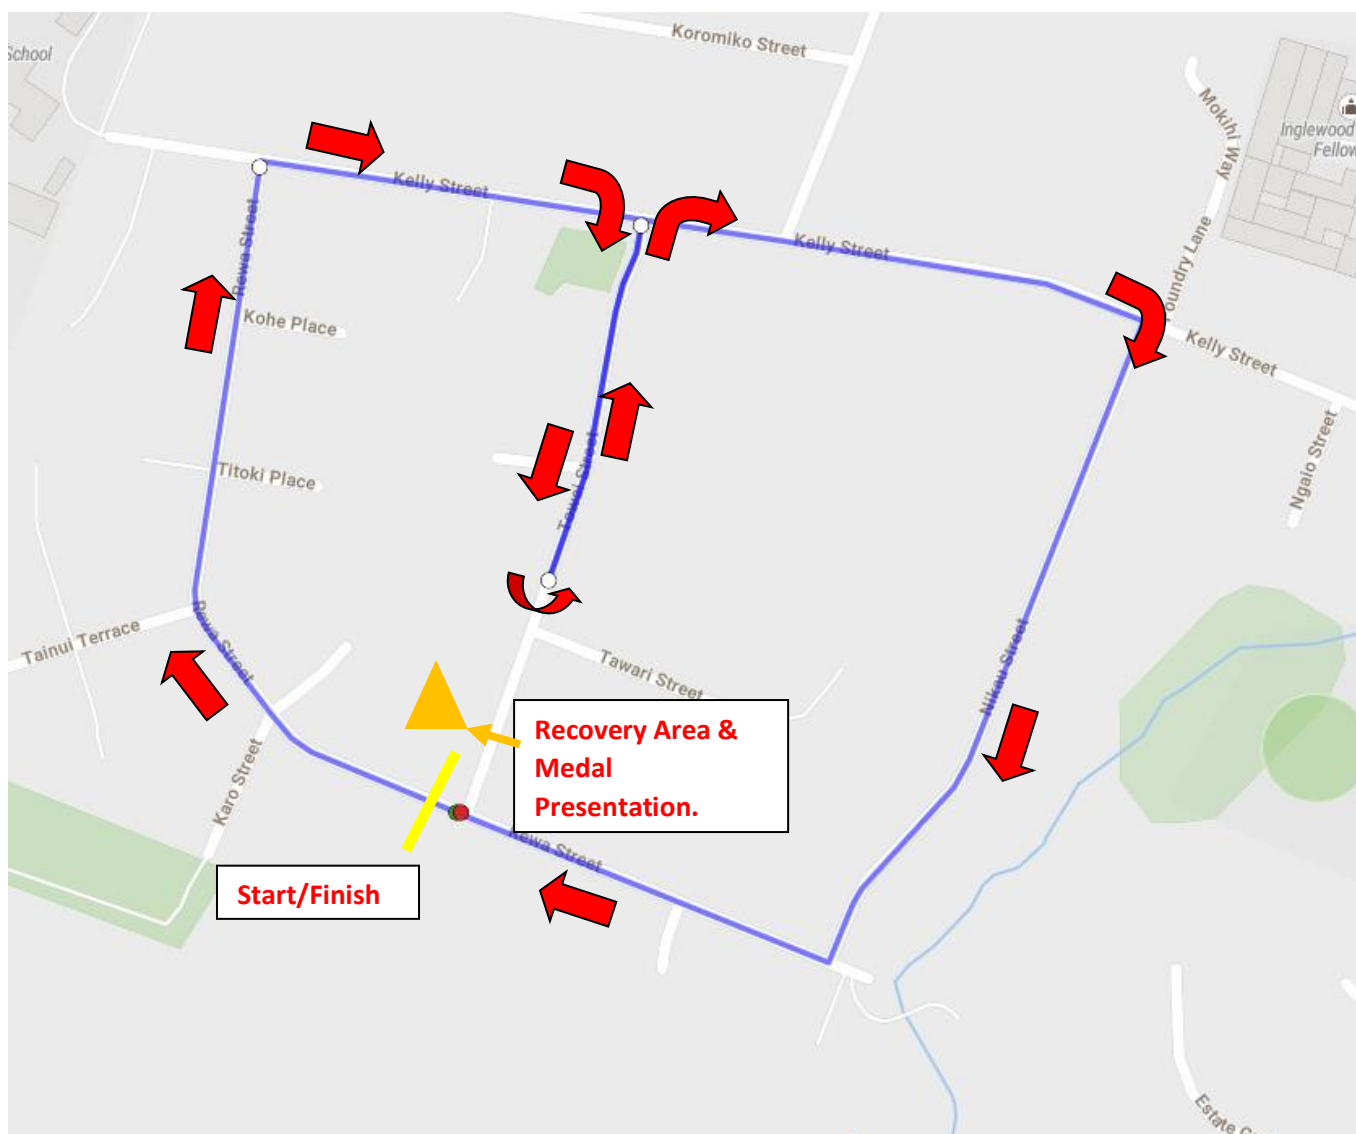 School
Koromiko Street
Mokihi Way
Inglewood
Fellow
Kelly Street
Rewa Street
Kelly Street
Foundry Lane
Kelly Street
Kohe Place
Ngaio Street
Titoki Place
Tawai Street
Tainui Terrace
Rewa Street
Tawari Street
Nikau Street
Recovery Area &
Medal
Presentation.
Karo Street
Rewa Street
Start/Finish
Estate